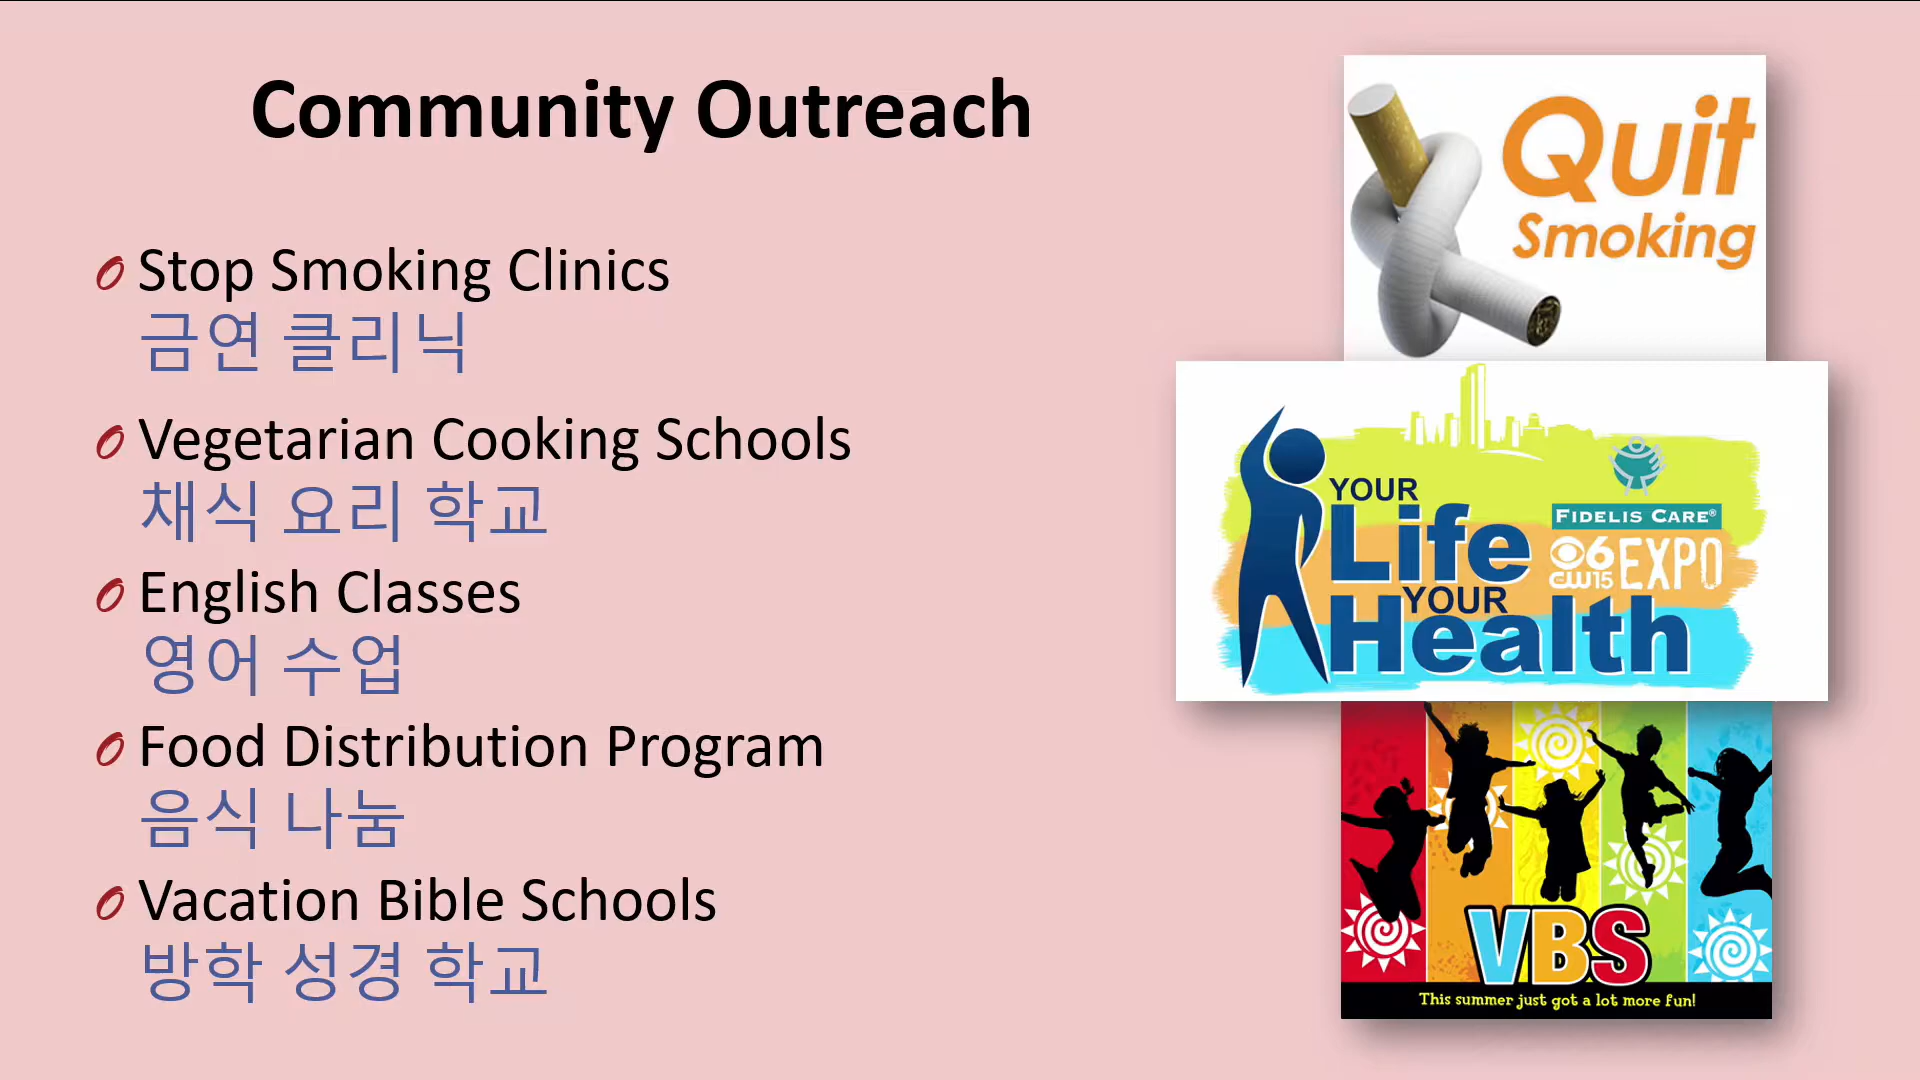 Community Outreach
Stop Smoking Clinics
금연 클리닉
Vegetarian Cooking Schools
채식 요리 학교
English Classes
영어 수업
Food Distribution Program
음식 나눔
Vacation Bible Schools
방학 성경 학교
Quit
Smoking
YOUR
Life
YOUR
Health
FIDELIS CARE®
6
CW15
EXPO
VBS
This summer just got a lot more fun!